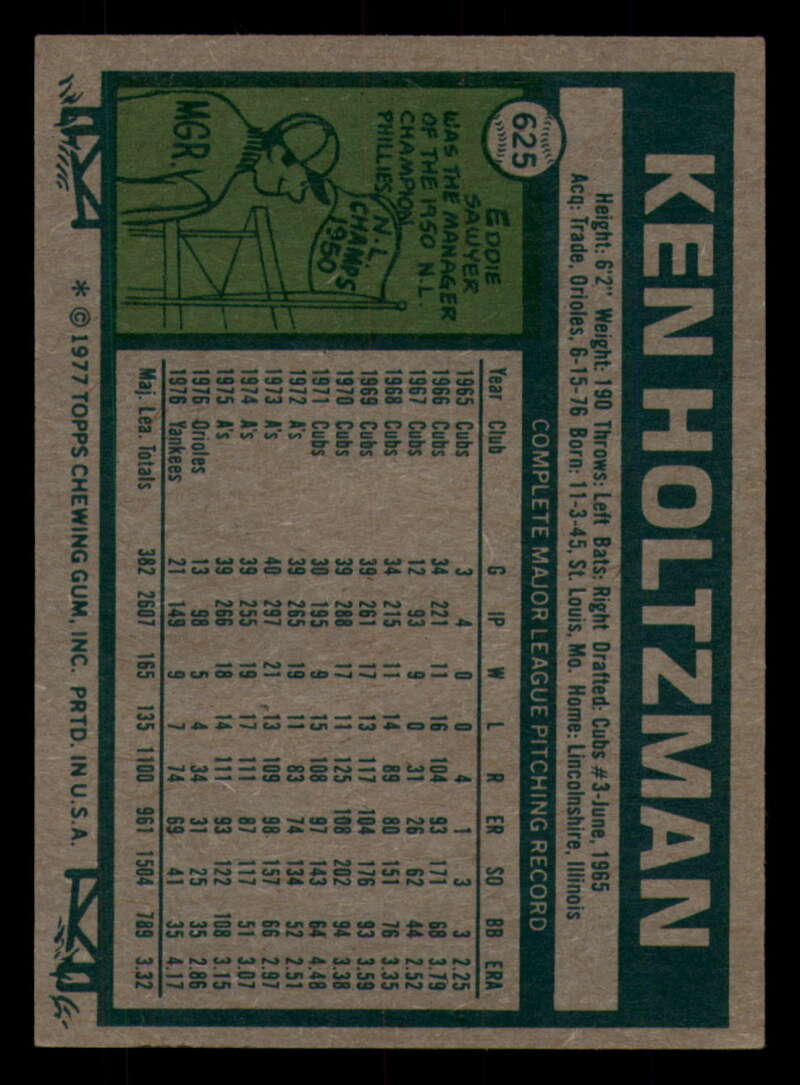 KEN HOLTZMAN
625
Height: 6'2" Weight: 190 Throws: Left Bats: Right Drafted: Cubs #3-June, 1965
Acq: Trade, Orioles, 6-15-76 Born: 11-3-45, St. Louis, Mo. Home: Lincolnshire, Illinois
EDDIE
SAWYER
WAS THE MANAGER
OF THE 1950 N.L.
CHAMPION
PHILLIES
N.L.
CHAMPS
1950
MGR.
COMPLETE MAJOR LEAGUE PITCHING RECORD
Year Club G IP W L R ER SO BB ERA
1965 Cubs 3 4 0 0 4 1 3 3 2.25
1966 Cubs 34 221 11 16 104 93 171 68 3.79
1967 Cubs 12 93 9 0 31 26 62 44 2.52
1968 Cubs 34 215 11 14 89 80 151 76 3.35
1969 Cubs 39 261 17 13 117 104 176 93 3.59
1970 Cubs 39 288 17 11 125 108 202 94 3.38
1971 Cubs 30 195 9 15 108 97 143 64 4.48
1972 A's 39 265 19 11 83 74 134 52 2.51
1973 A's 40 297 21 13 109 98 157 66 2.97
1974 A's 39 255 19 17 111 87 117 51 3.07
1975 A's 39 266 18 14 111 93 122 108 3.15
1976 Orioles 13 98 5 4 34 31 25 35 2.86
1976 Yankees 21 149 9 7 74 69 41 35 4.17
Maj. Lea. Totals 382 2607 165 135 1100 961 1504 789 3.32
* © 1977 TOPPS CHEWING GUM, INC. PRTD. IN U.S.A.